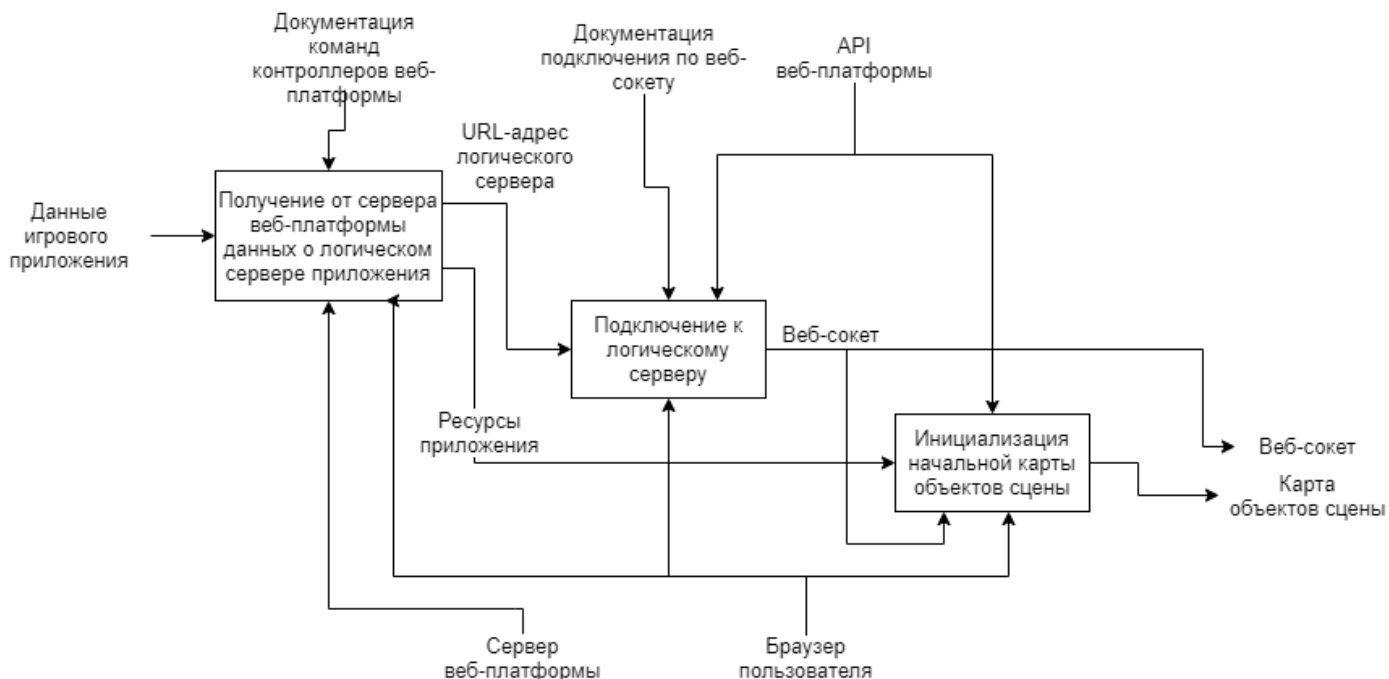 Документация
команд
контроллеров веб-
платформы
Документация
подключения по веб-
сокету
API
веб-платформы
URL-адрес
логического
сервера
Данные
игрового
приложения
Получение от сервера
веб-платформы
данных о логическом
сервере приложения
Подключение к
логическому
серверу
Веб-сокет
Ресурсы
приложения
Инициализация
начальной карты
объектов сцены
Веб-сокет
Карта
объектов сцены
Сервер
веб-платформы
Браузер
пользователя